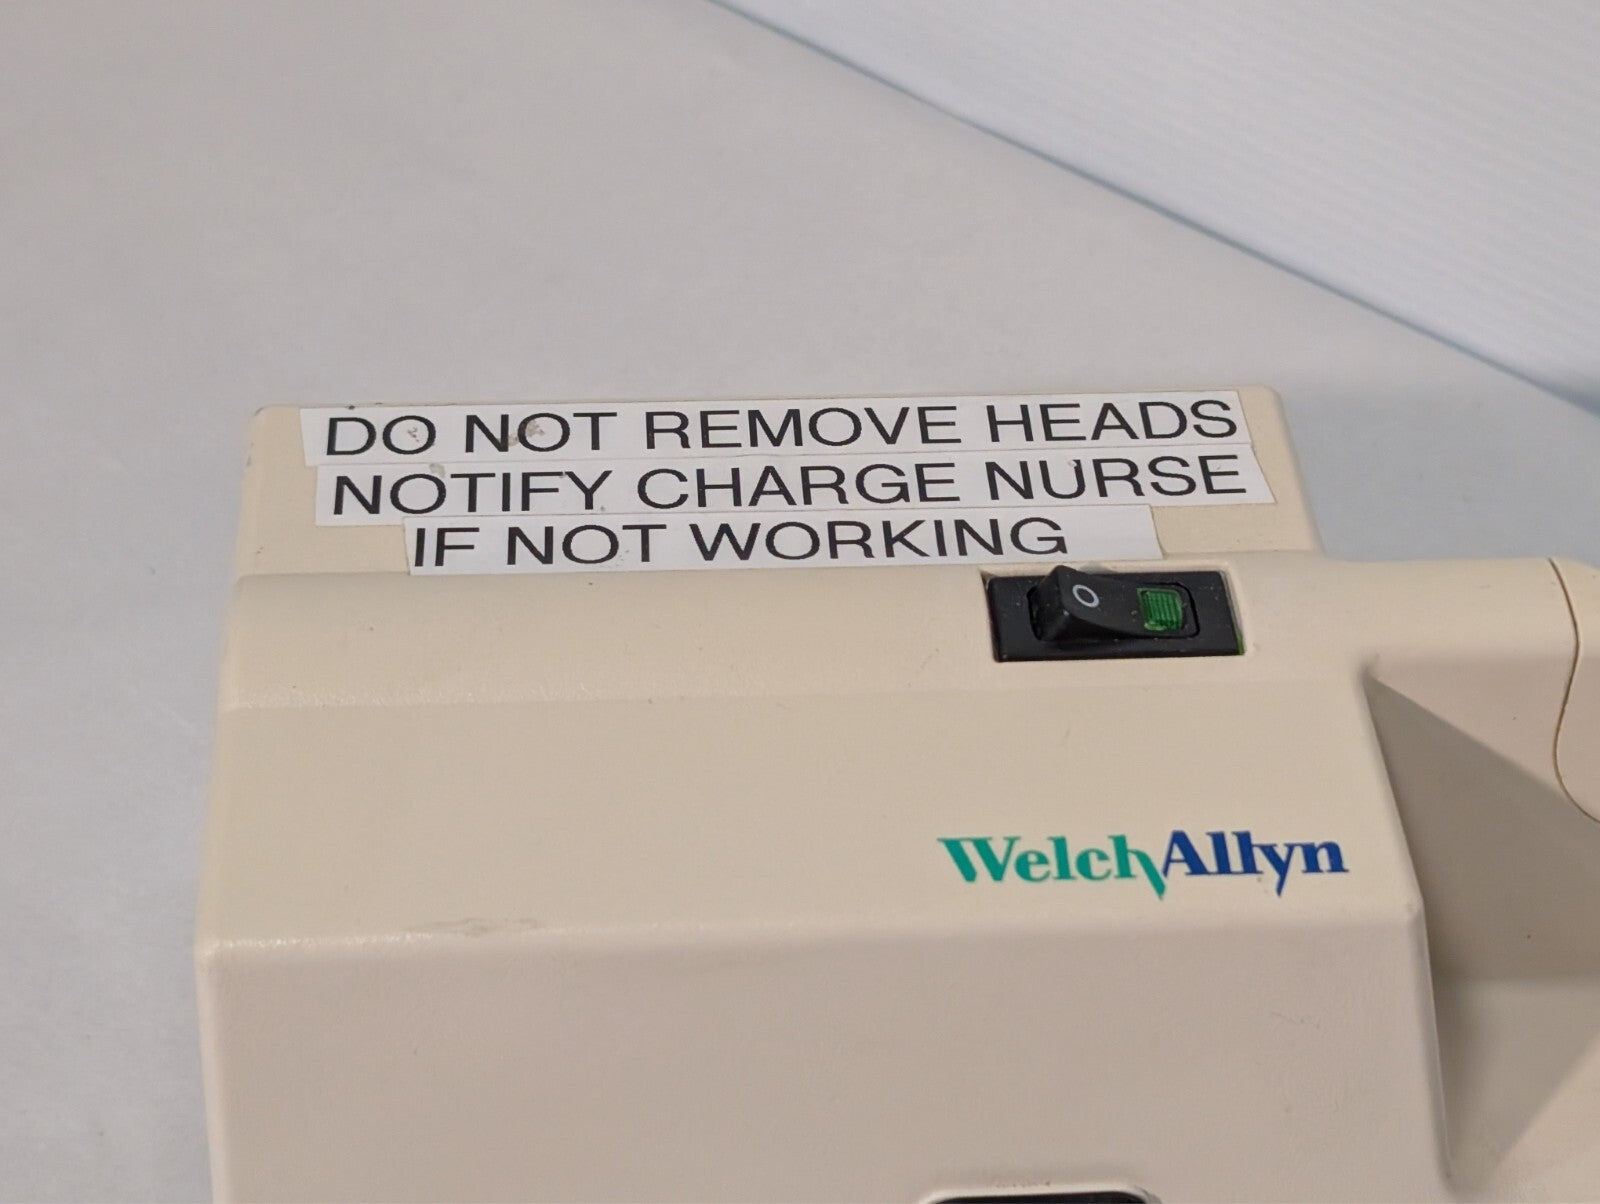 DO NOT REMOVE HEADS
NOTIFY CHARGE NURSE
IF NOT WORKING
O
WelchAllyn